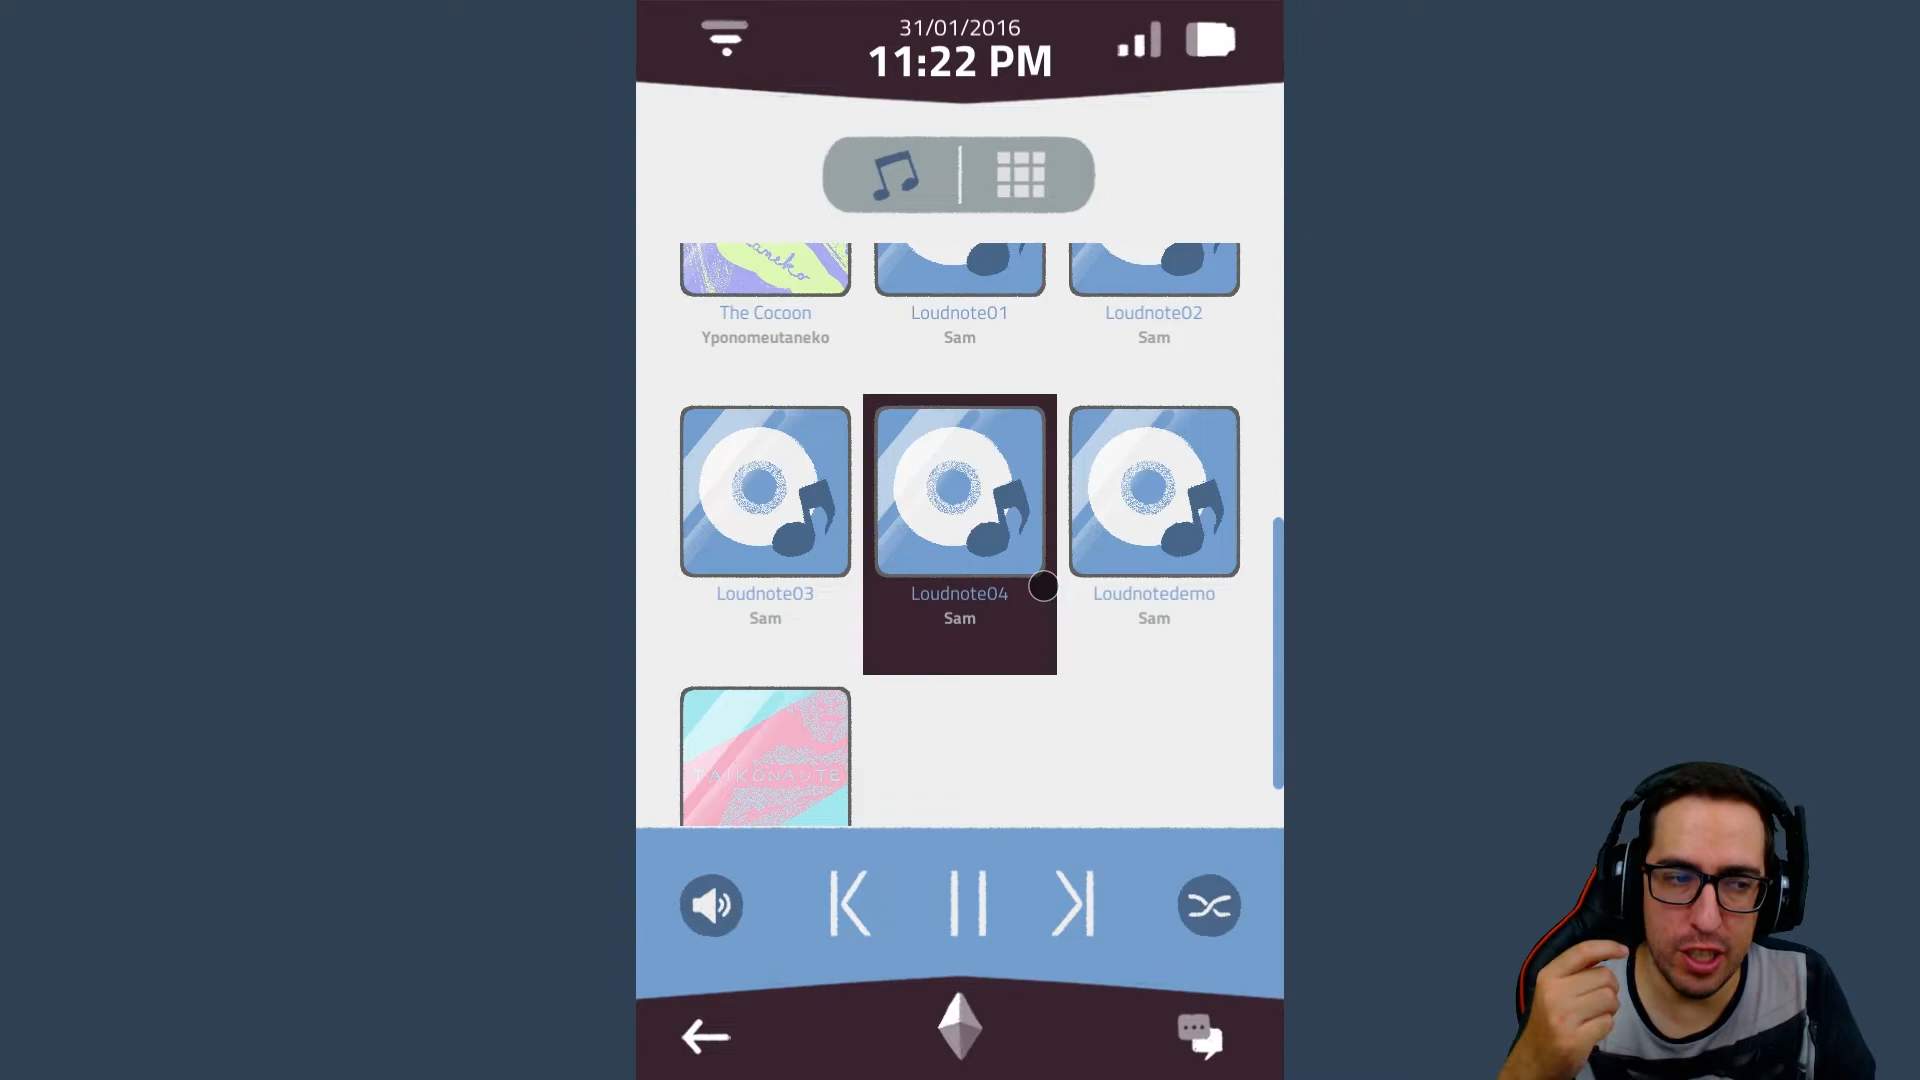 31/01/2016
11:22 PM
ameko
The Cocoon
Yponomeutaneko
Loudnote01
Sam
Loudnote02
Sam
Loudnote03
Sam
Loudnote04
Sam
Loudnotedemo
Sam
TAIKONAUTE